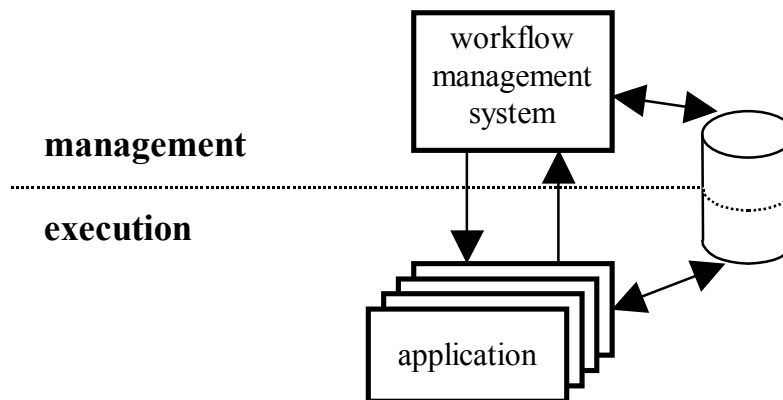 workflow
management
system
management
execution
application